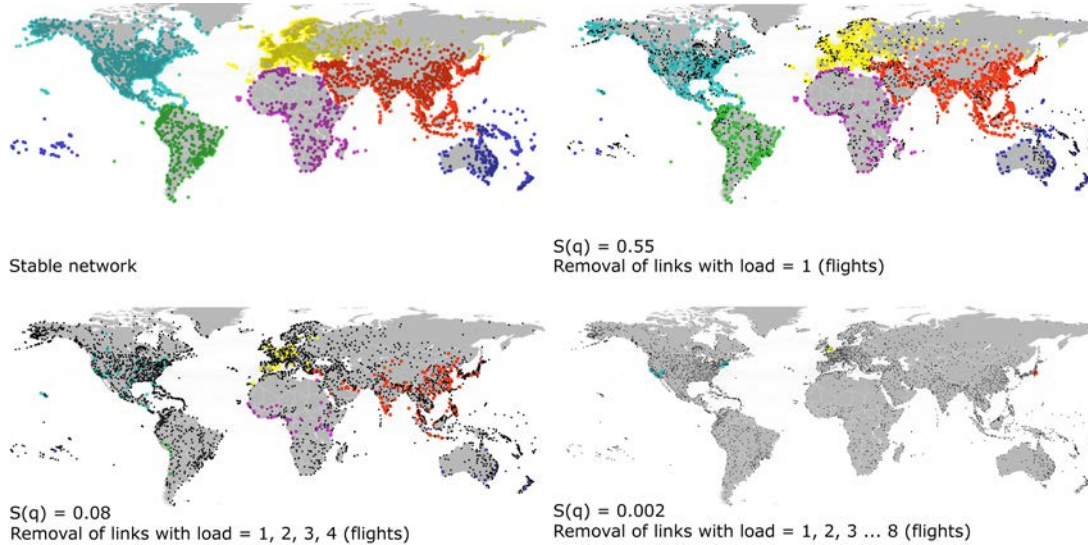 Stable network
S(q) = 0.55
Removal of links with load = 1 (flights)
S(q) = 0.08
Removal of links with load = 1, 2, 3, 4 (flights)
S(q) = 0.002
Removal of links with load = 1, 2, 3 ... 8 (flights)